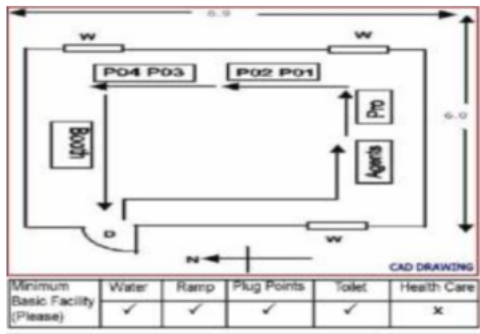 6.9
W W
P04 P03 P02 P01
Pro
6.0
Booth
Agents
D
W
N
CAD DRAWING
Minimum Basic Facility (Please) Water Ramp Plug Points Toilet Health Care
✓ ✓ ✓ ✓ x